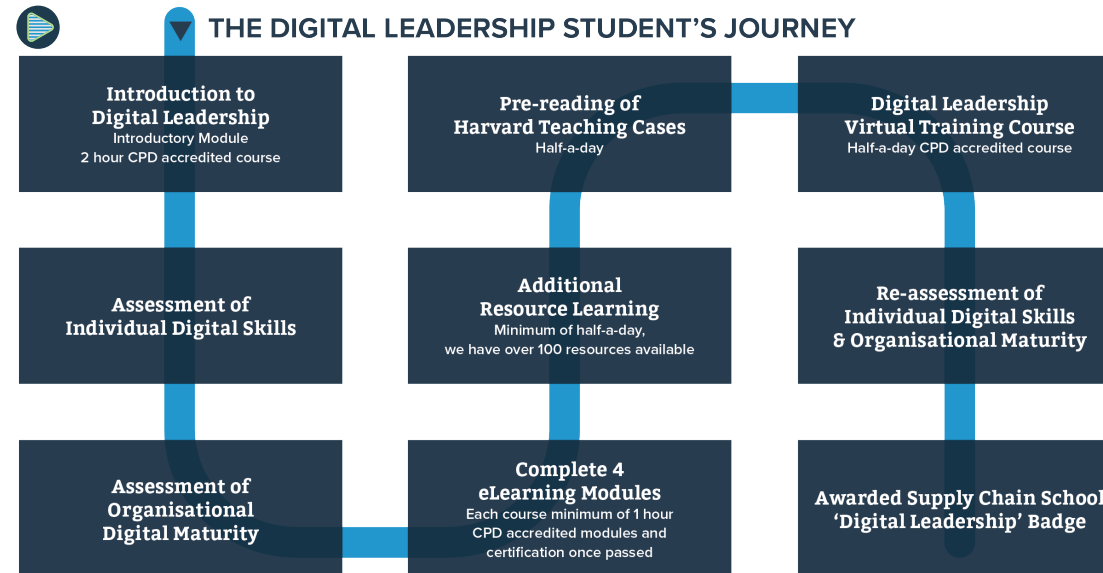 THE DIGITAL LEADERSHIP STUDENT'S JOURNEY
Introduction to
Digital Leadership
Introductory Module
2 hour CPD accredited course
Assessment of
Individual Digital Skills
Assessment of
Organisational
Digital Maturity
Complete 4
eLearning Modules
Each course minimum of 1 hour
CPD accredited modules and
certification once passed
Additional
Resource Learning
Minimum of half-a-day,
we have over 100 resources available
Pre-reading of
Harvard Teaching Cases
Half-a-day
Digital Leadership
Virtual Training Course
Half-a-day CPD accredited course
Re-assessment of
Individual Digital Skills
& Organisational Maturity
Awarded Supply Chain School
‘Digital Leadership’ Badge